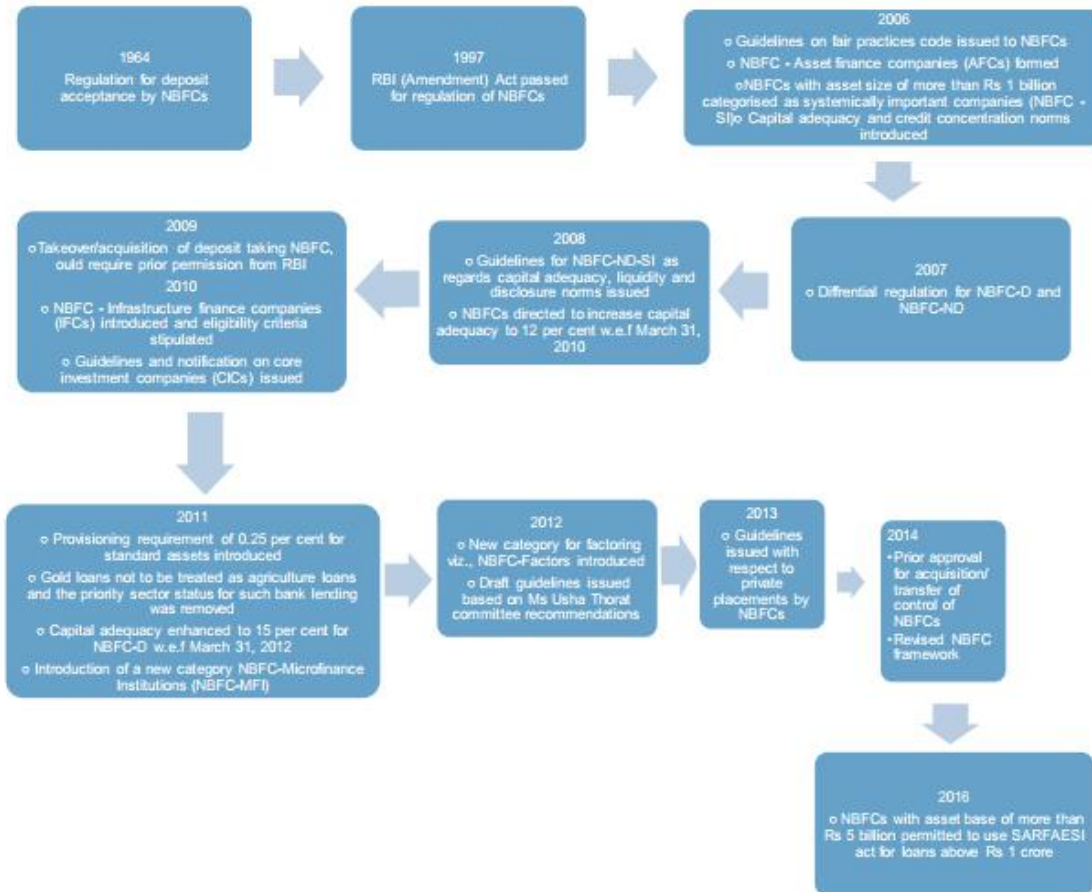 1964
Regulation for deposit
acceptance by NBFCs
1997
RBI (Amendment) Act passed
for regulation of NBFCs
2006
o Guidelines on fair practices code issued to NBFCs
o NBFC - Asset finance companies (AFCs) formed
oNBFCs with asset size of more than Rs 1 billion
categorised as systemically important companies (NBFC -
SI)o Capital adequacy and credit concentration norms
introduced
2007
o Diffrential regulation for NBFC-D and
NBFC-ND
2008
o Guidelines for NBFC-ND-SI as
regards capital adequacy, liquidity and
disclosure norms issued
o NBFCs directed to increase capital
adequacy to 12 per cent w.e.f March 31,
2010
2009
oTakeover/acquisition of deposit taking NBFC,
ould require prior permission from RBI
2010
o NBFC - Infrastructure finance companies
(IFCs) introduced and eligibility criteria
stipulated
o Guidelines and notification on core
investment companies (CICs) issued
2011
o Provisioning requirement of 0.25 per cent for
standard assets introduced
o Gold loans not to be treated as agriculture loans
and the priority sector status for such bank lending
was removed
o Capital adequacy enhanced to 15 per cent for
NBFC-D w.e.f March 31, 2012
o Introduction of a new category NBFC-Microfinance
Institutions (NBFC-MFI)
2012
o New category for factoring
viz., NBFC-Factors introduced
o Draft guidelines issued
based on Ms Usha Thorat
committee recommendations
2013
o Guidelines
issued with
respect to
private
placements by
NBFCs
2014
•Prior approval
for acquisition/
transfer of
control of
NBFCs
•Revised NBFC
framework
2016
o NBFCs with asset base of more than
Rs 5 billion permitted to use SARFAESI
act for loans above Rs 1 crore